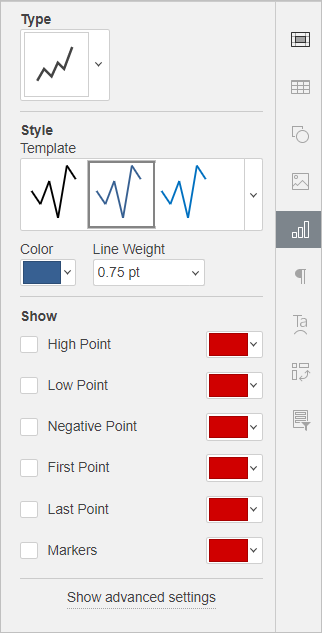 Type
Style
Template
Color Line Weight
0.75 pt
Show
High Point
Low Point
Negative Point
First Point
Last Point
Markers
Show advanced settings
Ta